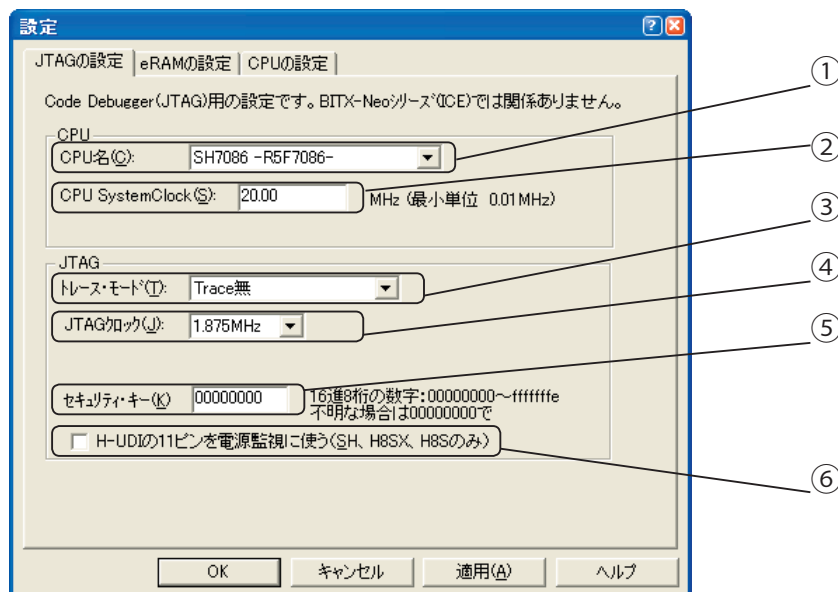 設定
JTAGの設定 eRAMの設定 CPUの設定
①
Code Debugger(JTAG)用の設定です。BITX-Neoシリーズ(ICE)では関係ありません。
CPU
CPU名(C): SH7086 -R5F7086-
②
CPU SystemClock(S): 20.00 MHz (最小単位 0.01MHz)
③
JTAG
トレース・モード(T): Trace無
④
JTAGクロック(J): 1.875MHz
⑤
セキュリティ・キー(K) 00000000 16進8桁の数字:00000000～fffffffe
不明な場合は00000000で
H-UDIの11ピンを電源監視に使う(SH、H8SX、H8Sのみ)
⑥
OK キャンセル 適用(A) ヘルプ